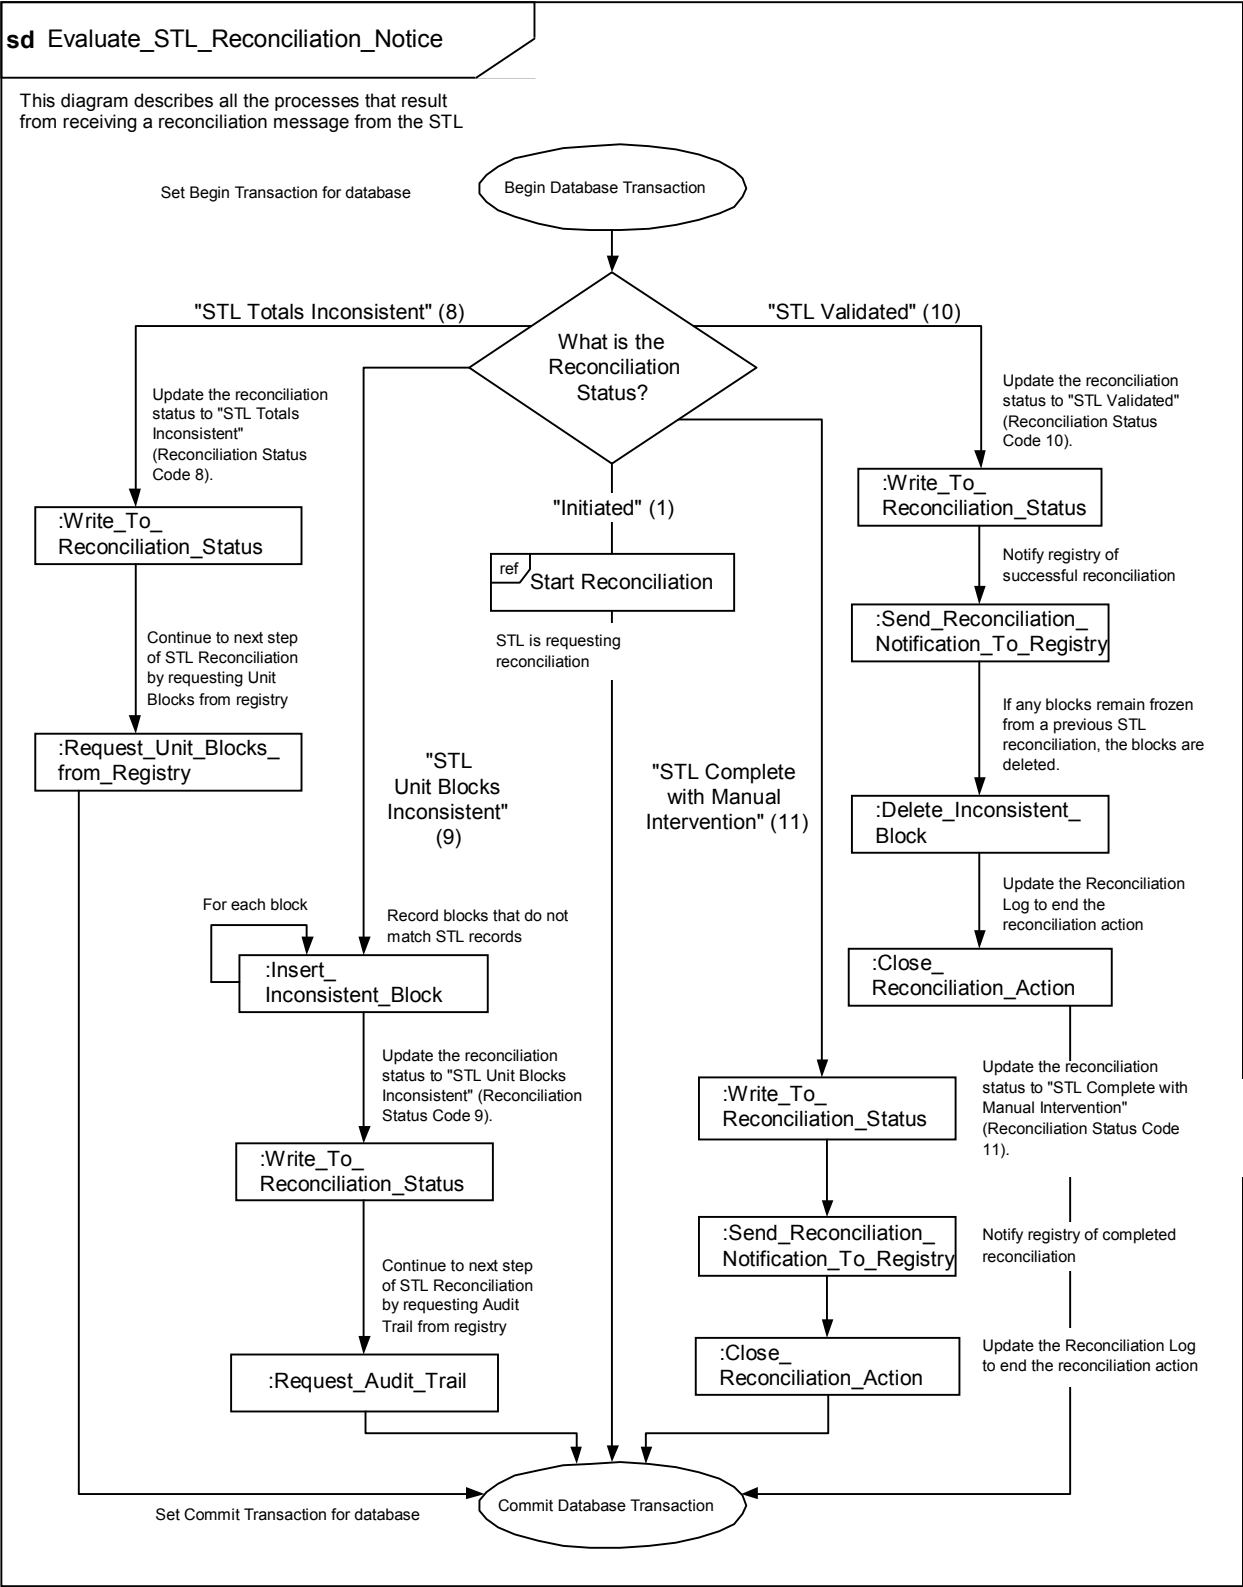 sd Evaluate_STL_Reconciliation_Notice
This diagram describes all the processes that result
from receiving a reconciliation message from the STL
Set Begin Transaction for database
Begin Database Transaction
"STL Totals Inconsistent" (8)
"STL Validated" (10)
What is the
Reconciliation
Status?
Update the reconciliation
status to "STL Totals
Inconsistent"
(Reconciliation Status
Code 8).
Update the reconciliation
status to "STL Validated"
(Reconciliation Status
Code 10).
:Write_To_
Reconciliation_Status
"Initiated" (1)
:Write_To_
Reconciliation_Status
Notify registry of
successful reconciliation
ref
Start Reconciliation
:Send_Reconciliation_
Notification_To_Registry
Continue to next step
of STL Reconciliation
by requesting Unit
Blocks from registry
STL is requesting
reconciliation
If any blocks remain frozen
from a previous STL
reconciliation, the blocks are
deleted.
:Request_Unit_Blocks_
from_Registry
"STL
Unit Blocks
Inconsistent"
(9)
"STL Complete
with Manual
Intervention" (11)
:Delete_Inconsistent_
Block
Update the Reconciliation
Log to end the
reconciliation action
For each block
Record blocks that do not
match STL records
:Insert_
Inconsistent_Block
:Close_
Reconciliation_Action
Update the reconciliation
status to "STL Unit Blocks
Inconsistent" (Reconciliation
Status Code 9).
:Write_To_
Reconciliation_Status
Update the reconciliation
status to "STL Complete with
Manual Intervention"
(Reconciliation Status Code
11).
:Write_To_
Reconciliation_Status
:Send_Reconciliation_
Notification_To_Registry
Notify registry of completed
reconciliation
Continue to next step
of STL Reconciliation
by requesting Audit
Trail from registry
:Close_
Reconciliation_Action
Update the Reconciliation Log
to end the reconciliation action
:Request_Audit_Trail
Set Commit Transaction for database
Commit Database Transaction